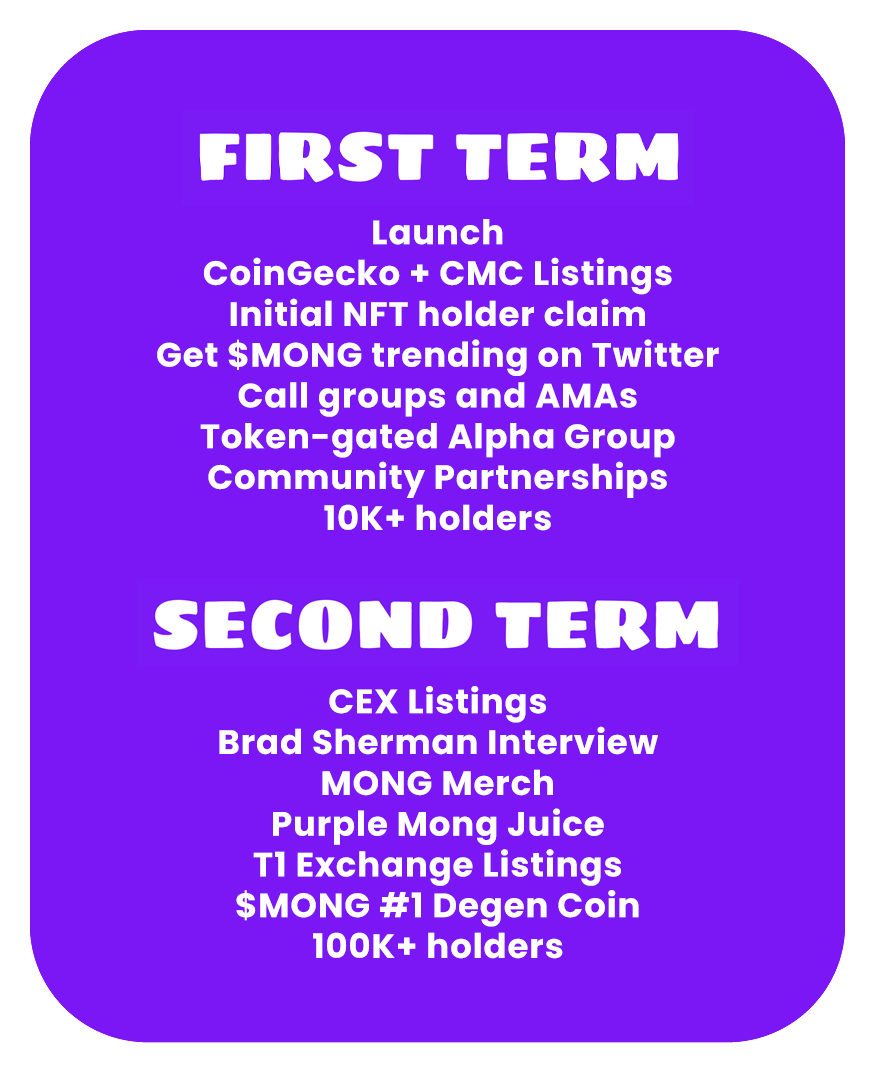 FIRST TERM
Launch
CoinGecko + CMC Listings
Initial NFT holder claim
Get $MONG trending on Twitter
Call groups and AMAs
Token-gated Alpha Group
Community Partnerships
10K+ holders
SECOND TERM
CEX Listings
Brad Sherman Interview
MONG Merch
Purple Mong Juice
T1 Exchange Listings
$MONG #1 Degen Coin
100K+ holders